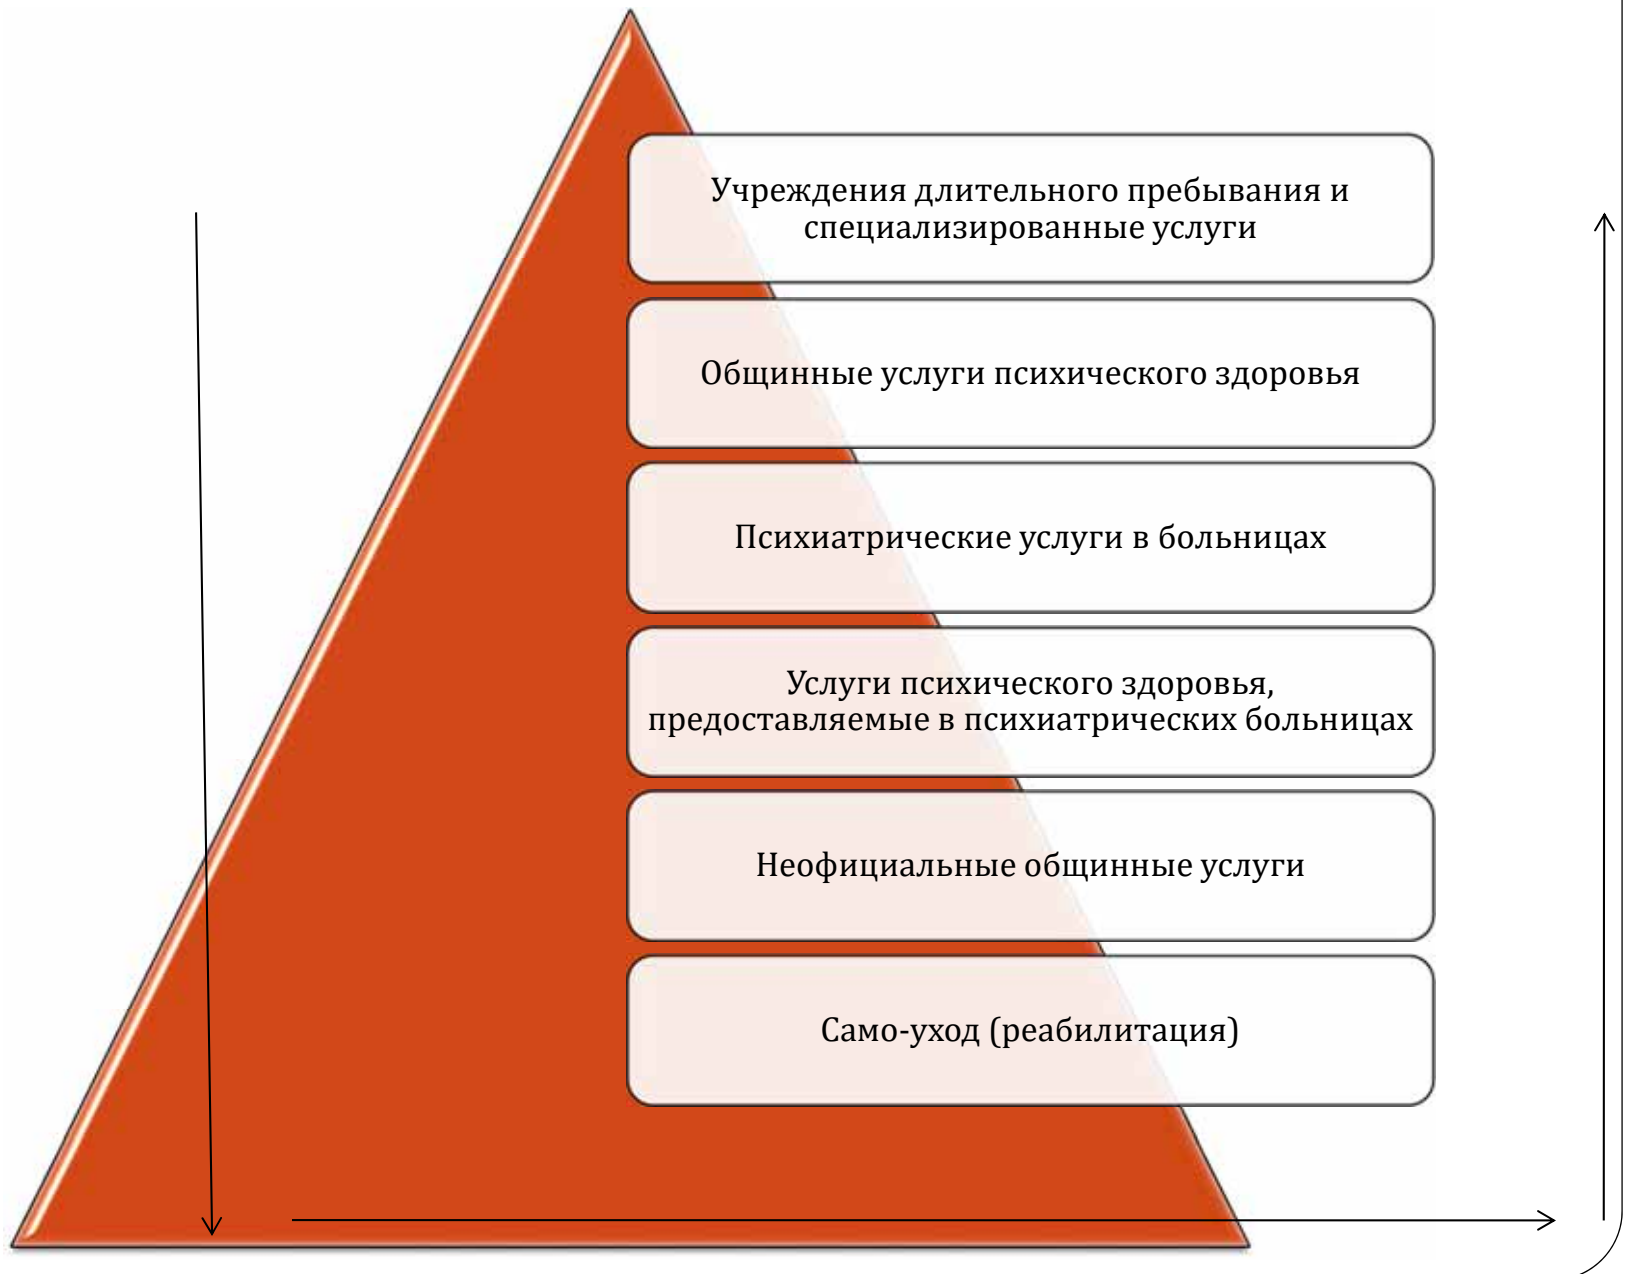 Учреждения длительного пребывания и
специализированные услуги
Общинные услуги психического здоровья
Психиатрические услуги в больницах
Услуги психического здоровья,
предоставляемые в психиатрических больницах
Неофициальные общинные услуги
Само-уход (реабилитация)